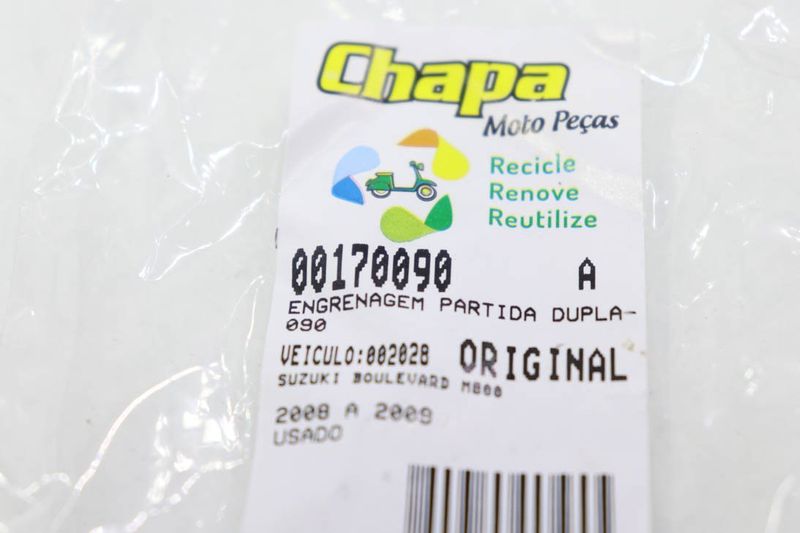 Chapa
Moto Peças
Recicle
Renove
Reutilize
00170090 A
ENGRENAGEM PARTIDA DUPLA-
090
VEICULO:002028 ORIGINAL
SUZUKI BOULEVARD M800
2008 A 2009
USADO